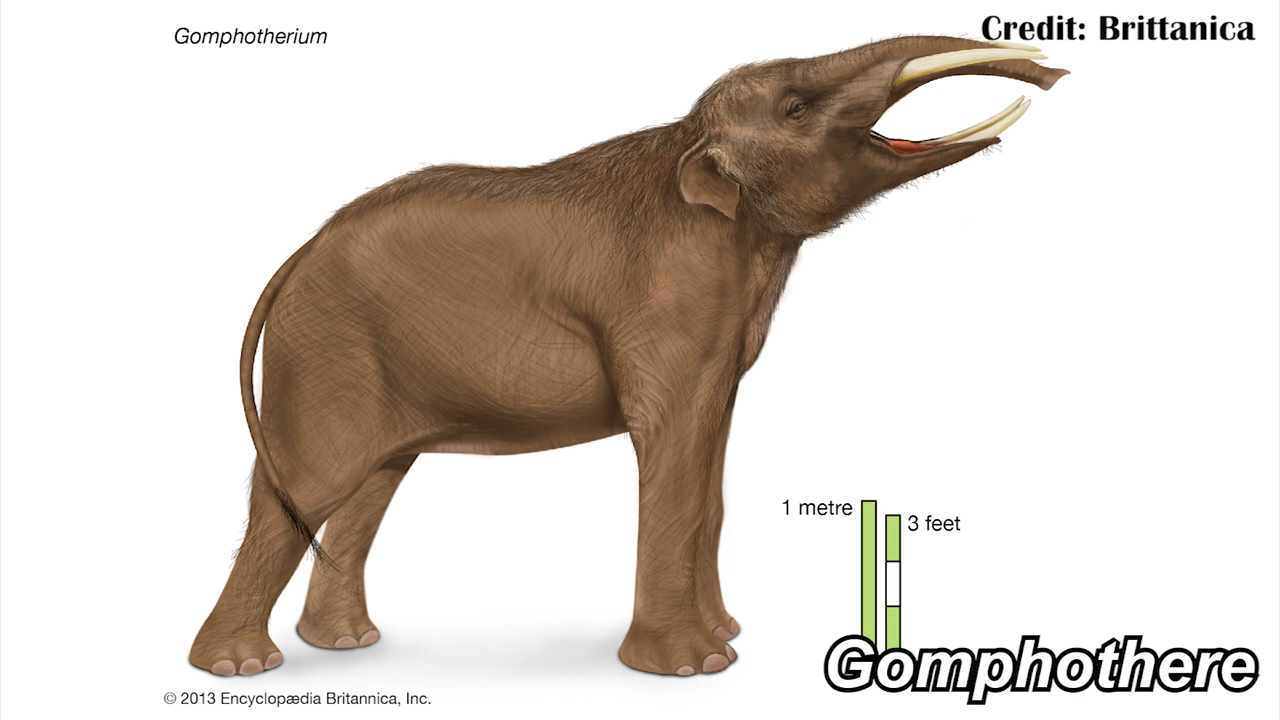 Gomphotherium
Credit: Brittanica
1 metre
3 feet
Gomphothere
© 2013 Encyclopædia Britannica, Inc.